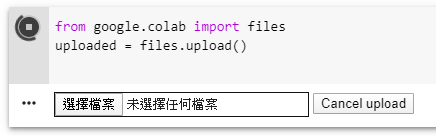 from google.colab import files
uploaded = files.upload()
選擇檔案 未選擇任何檔案 Cancel upload